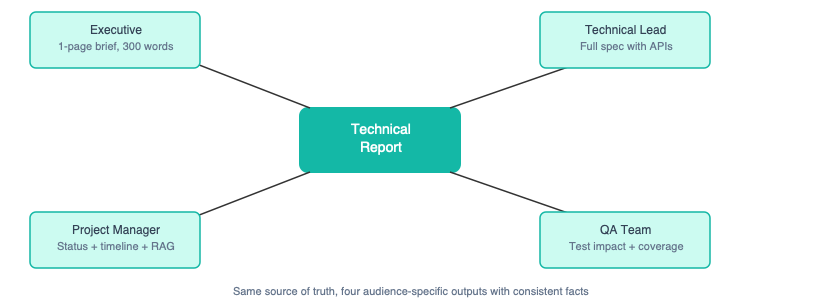 Executive
1-page brief, 300 words
Technical Lead
Full spec with APIs
Technical
Report
Project Manager
Status + timeline + RAG
QA Team
Test impact + coverage
Same source of truth, four audience-specific outputs with consistent facts